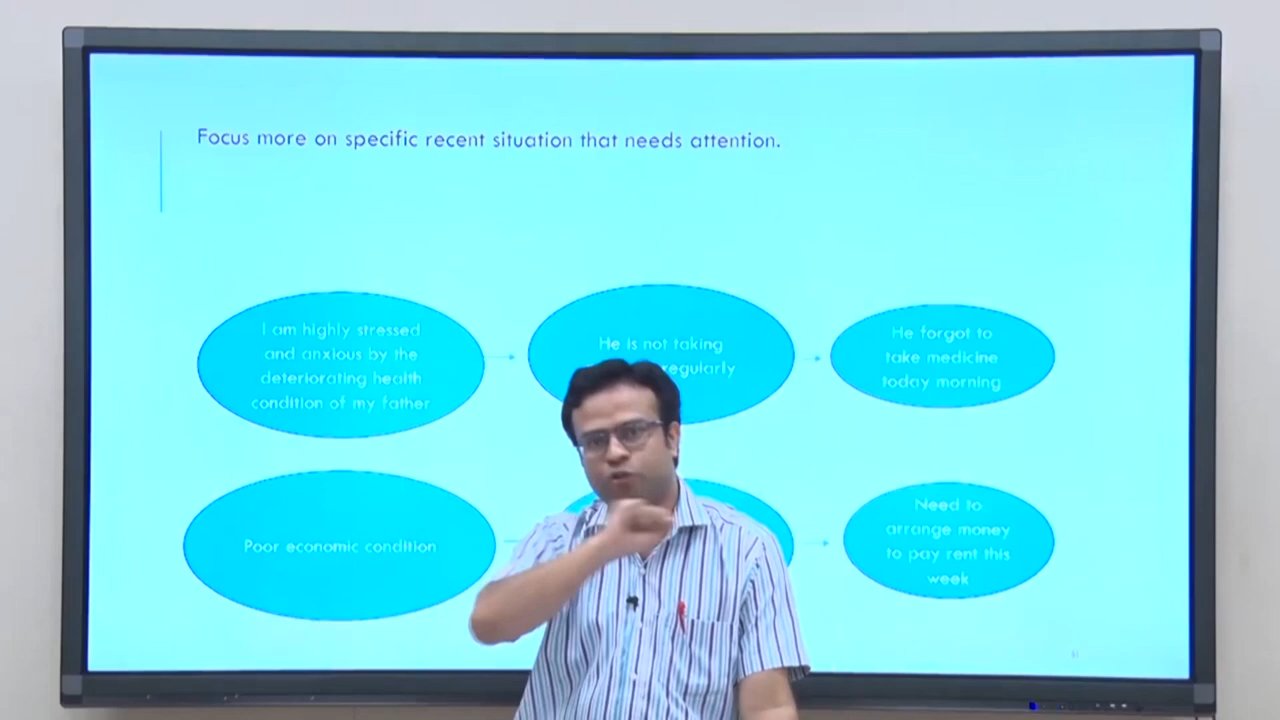 Focus more on specific recent situation that needs attention.
I am highly stressed
and anxious by the
deteriorating health
condition of my father
He is not taking
regularly
He forgot to
take medicine
today morning
Poor economic condition
Need to
arrange money
to pay rent this
week